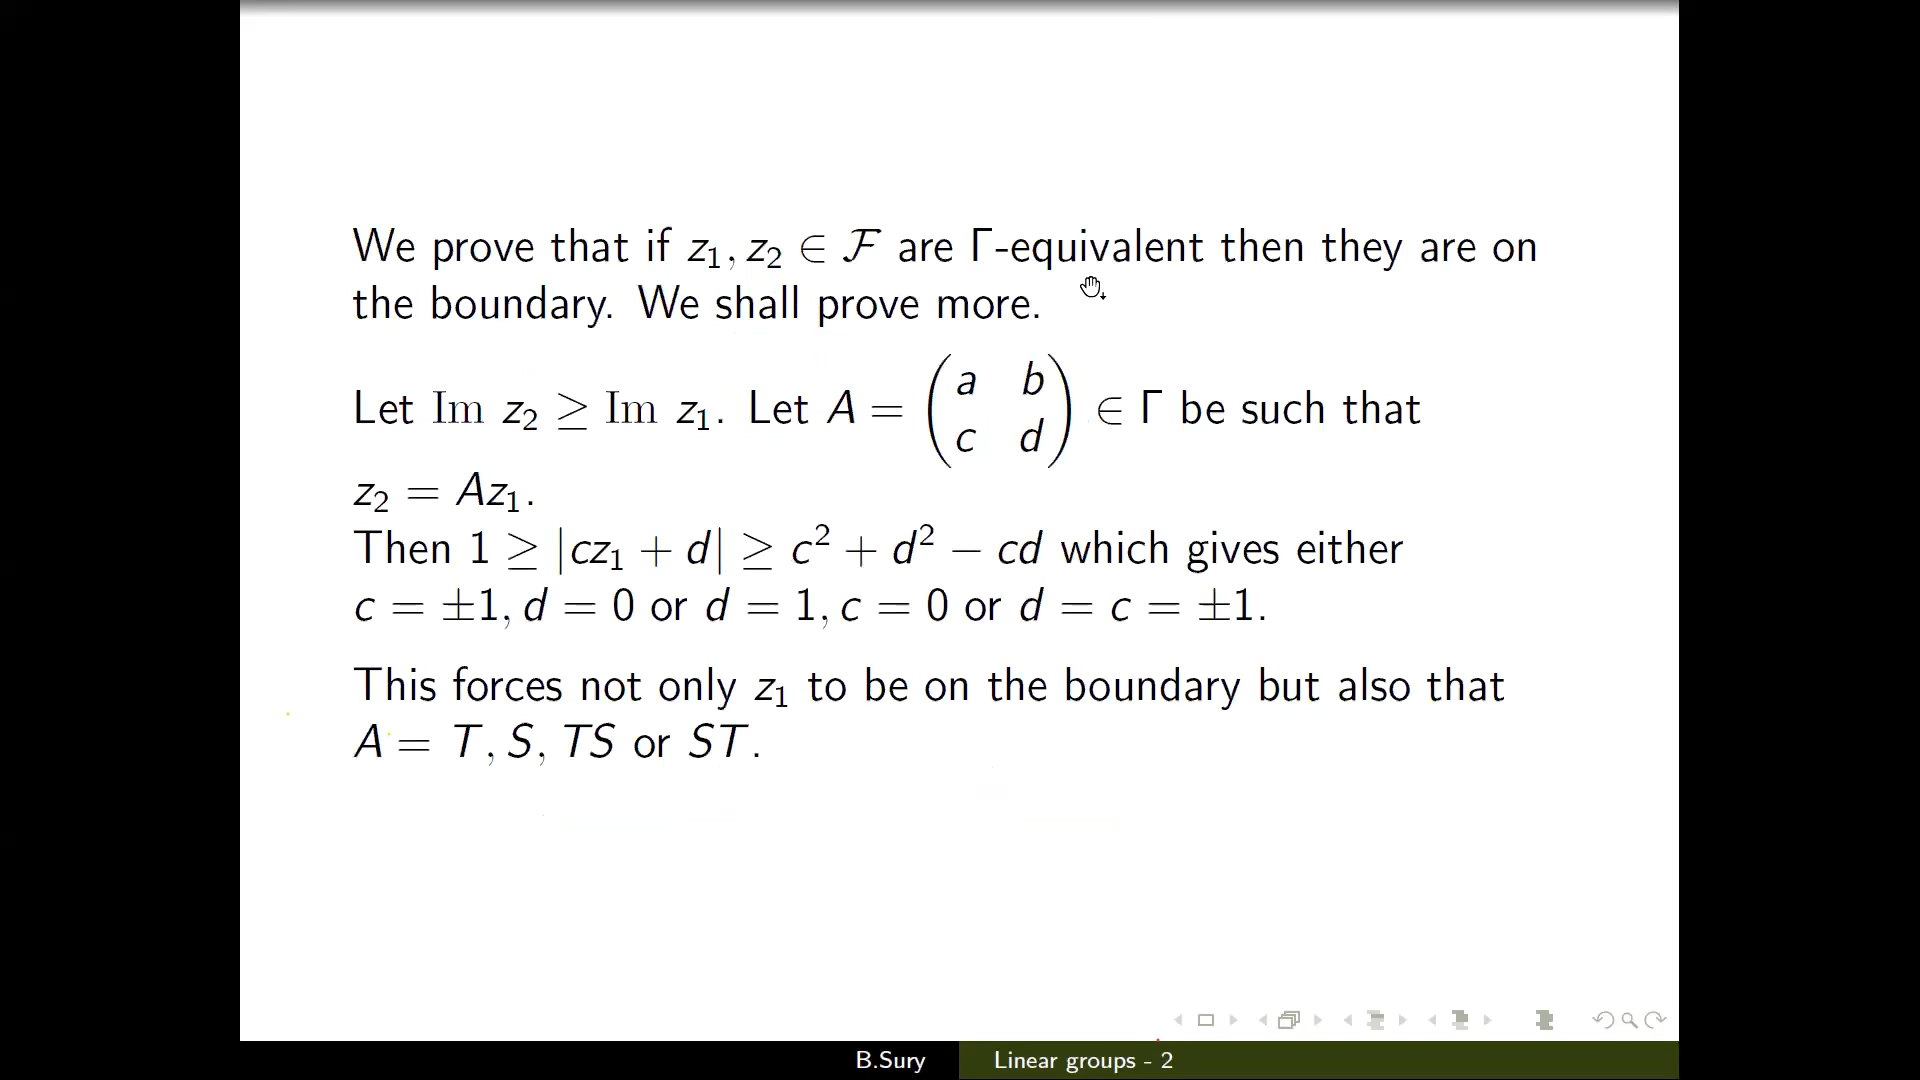 We prove that if z₁, z₂ ∈ ℱ are Γ-equivalent then they are on
the boundary. We shall prove more.
Let Im z₂ ≥ Im z₁. Let A = (a b; c d) ∈ Γ be such that
z₂ = Az₁.
Then 1 ≥ |cz₁ + d| ≥ c² + d² − cd which gives either
c = ±1, d = 0 or d = 1, c = 0 or d = c = ±1.
This forces not only z₁ to be on the boundary but also that
A = T, S, TS or ST.
B.Sury Linear groups - 2